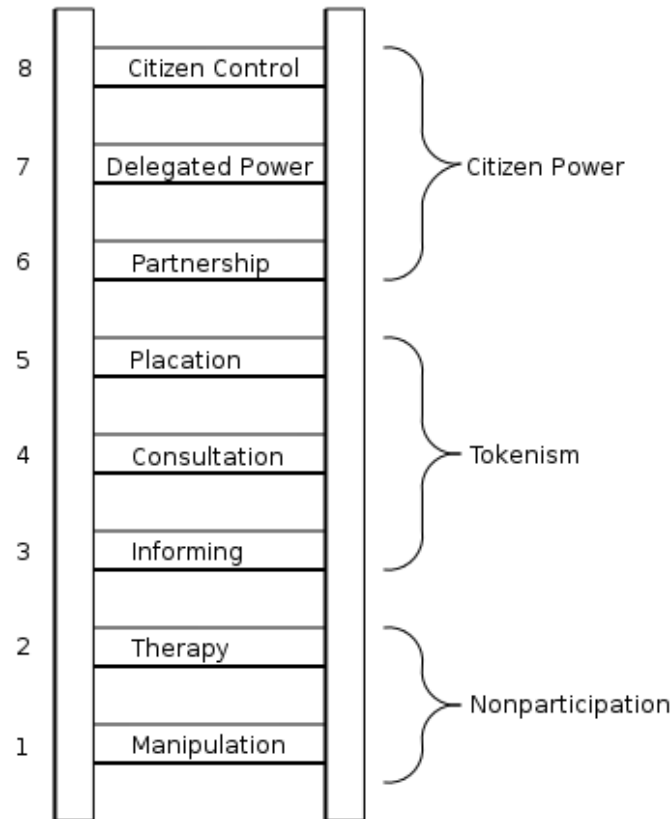 8 Citizen Control
7 Delegated Power
Citizen Power
6 Partnership
5 Placation
4 Consultation
Tokenism
3 Informing
2 Therapy
Nonparticipation
1 Manipulation